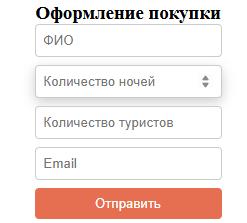 Оформление покупки
ФИО
Количество ночей
Количество туристов
Email
Отправить